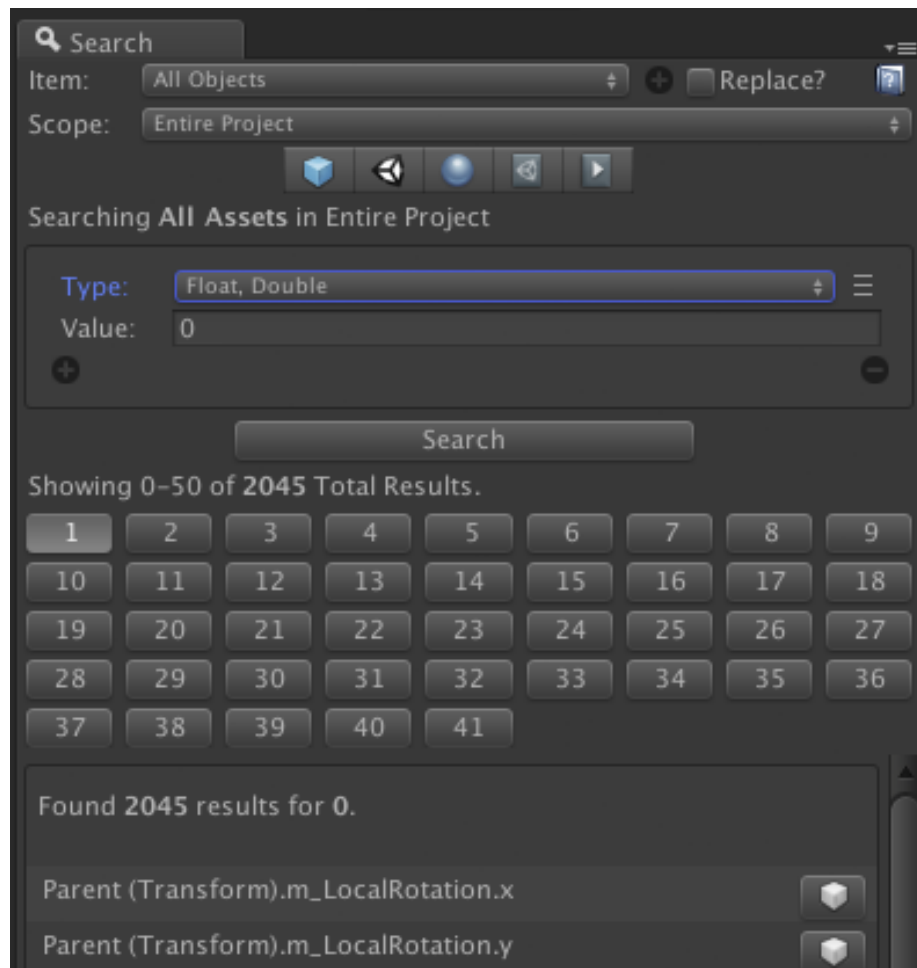 Search
Item: All Objects Replace?
Scope: Entire Project
Searching All Assets in Entire Project
Type: Float, Double
Value: 0
Search
Showing 0–50 of 2045 Total Results.
1 2 3 4 5 6 7 8 9
10 11 12 13 14 15 16 17 18
19 20 21 22 23 24 25 26 27
28 29 30 31 32 33 34 35 36
37 38 39 40 41
Found 2045 results for 0.
Parent (Transform).m_LocalRotation.x
Parent (Transform).m_LocalRotation.y